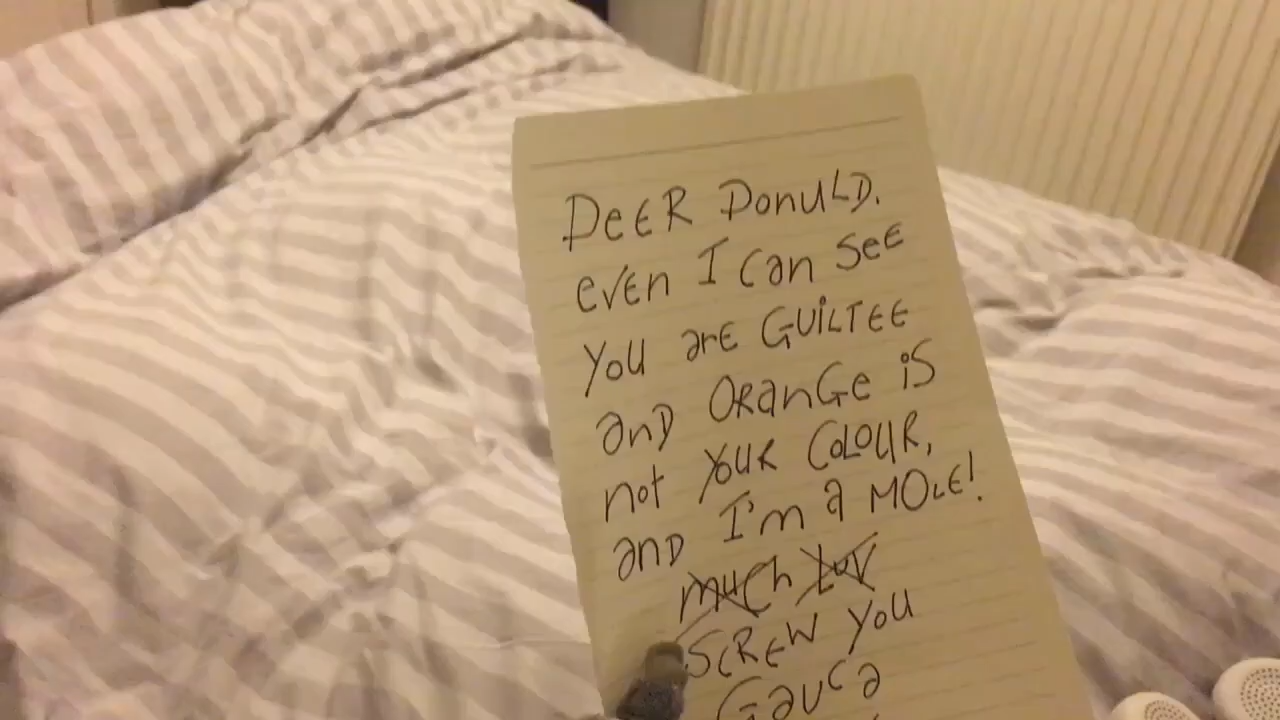 DEER DONULD.
even I can SEE
You are GUILTEE
and ORanGe is
not YOUR COLOUR,
and I'm a MOLE!
much luv
SCREW YOU
Gauca